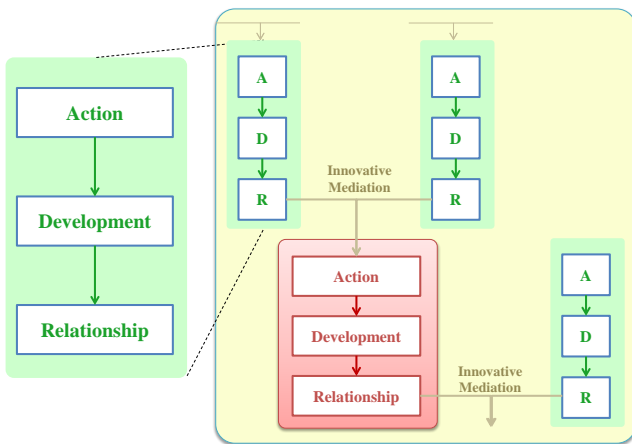 Action
Development
Relationship
A
D
R
A
D
R
Innovative
Mediation
Action
Development
Relationship
A
D
R
Innovative
Mediation